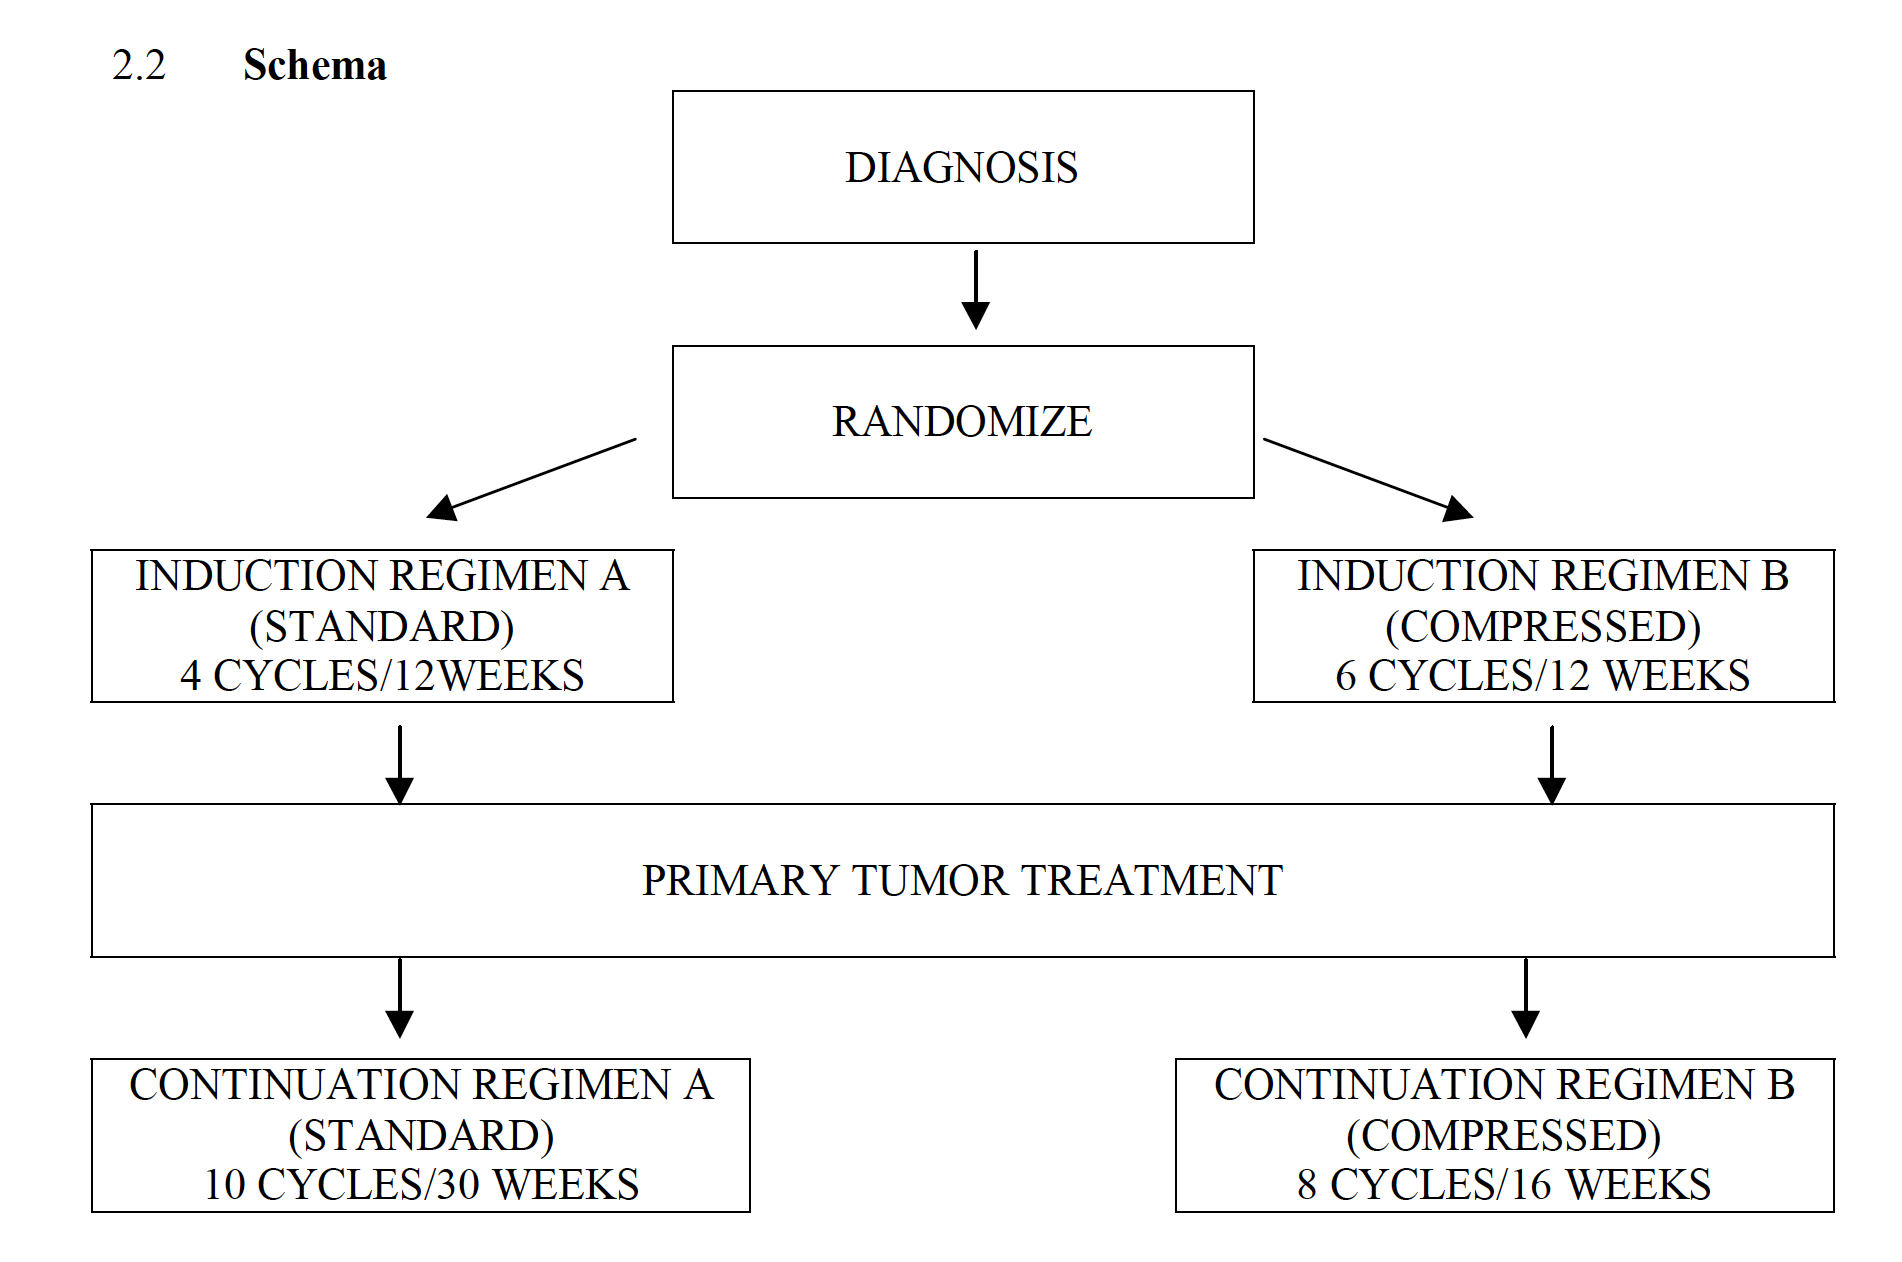 2.2 Schema
DIAGNOSIS
RANDOMIZE
INDUCTION REGIMEN A
(STANDARD)
4 CYCLES/12WEEKS
INDUCTION REGIMEN B
(COMPRESSED)
6 CYCLES/12 WEEKS
PRIMARY TUMOR TREATMENT
CONTINUATION REGIMEN A
(STANDARD)
10 CYCLES/30 WEEKS
CONTINUATION REGIMEN B
(COMPRESSED)
8 CYCLES/16 WEEKS